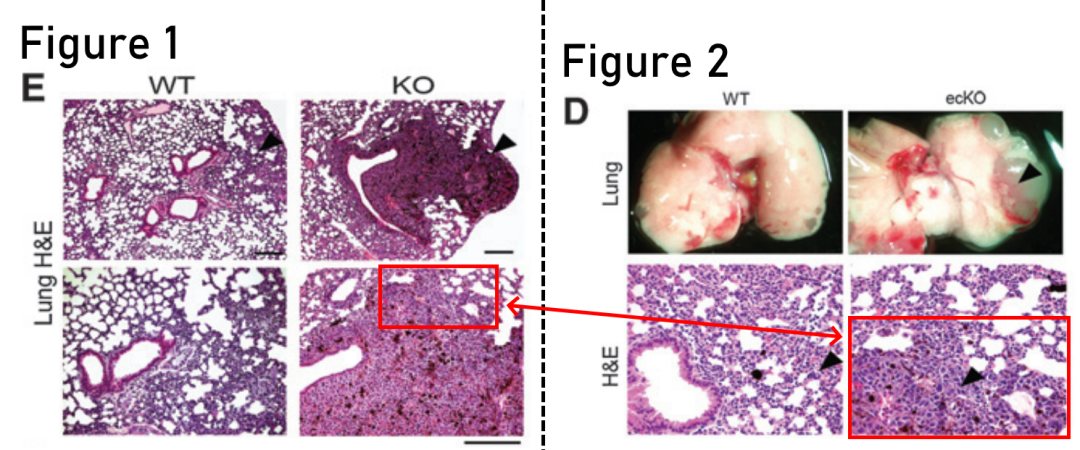 Figure 1
E
WT
KO
Lung H&E
Figure 2
D
WT
ecKO
Lung
H&E